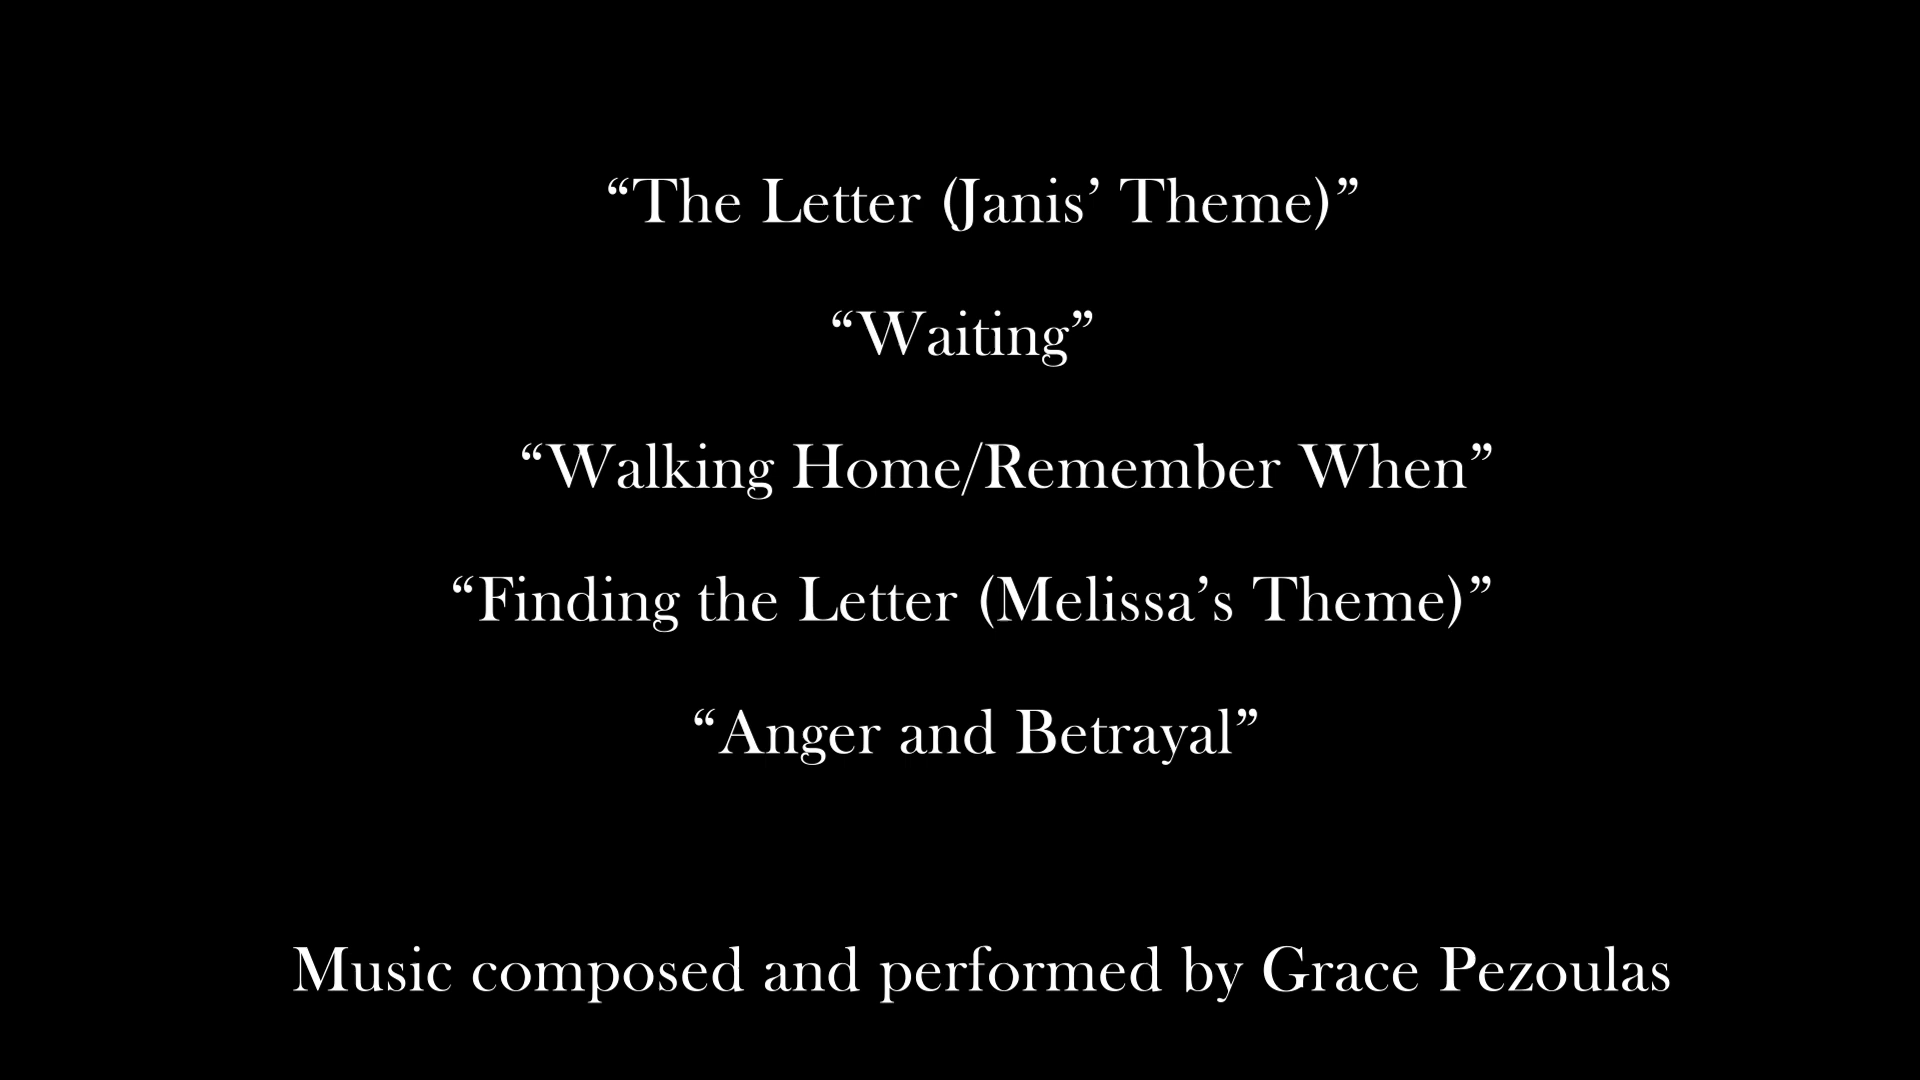 “The Letter (Janis’ Theme)”
“Waiting”
“Walking Home/Remember When”
“Finding the Letter (Melissa’s Theme)”
“Anger and Betrayal”
Music composed and performed by Grace Pezoulas